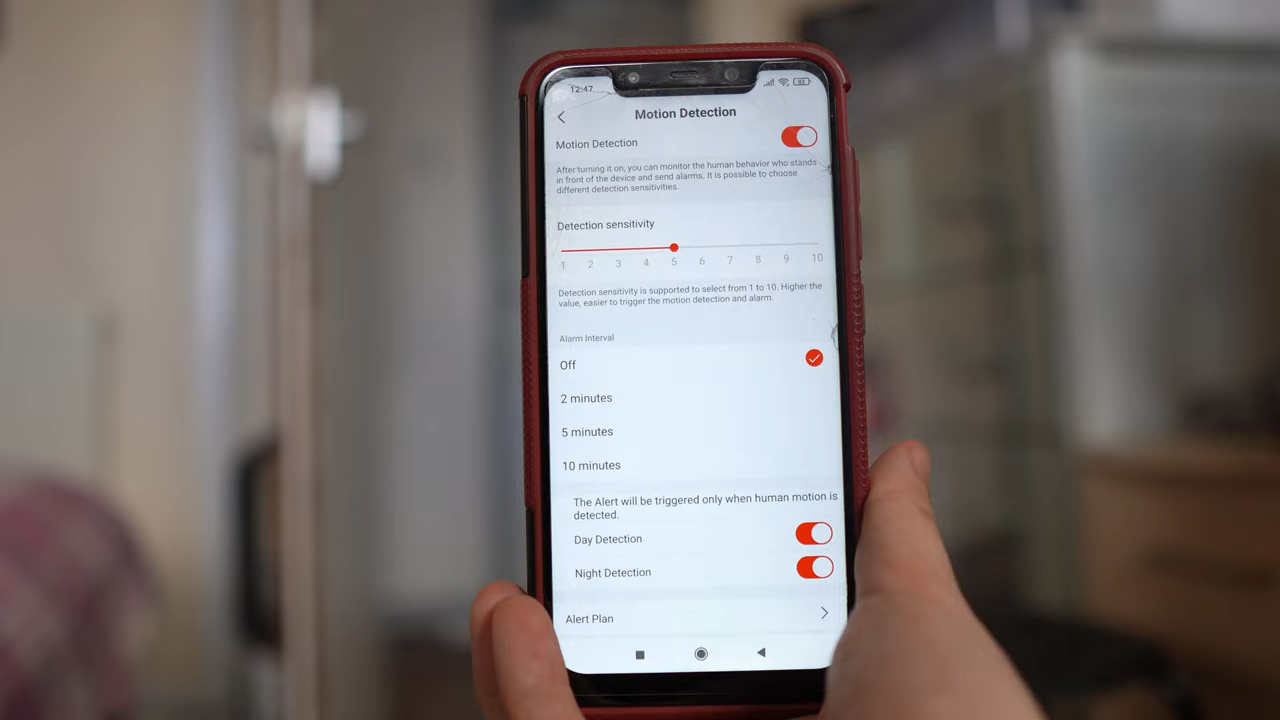 12:47
83
Motion Detection
Motion Detection
After turning it on, you can monitor the human behavior who stands
in front of the device and send alarms. It is possible to choose
different detection sensitivities.
Detection sensitivity
1 2 3 4 5 6 7 8 9 10
Detection sensitivity is supported to select from 1 to 10. Higher the
value, easier to trigger the motion detection and alarm.
Alarm Interval
Off
2 minutes
5 minutes
10 minutes
The Alert will be triggered only when human motion is
detected.
Day Detection
Night Detection
Alert Plan